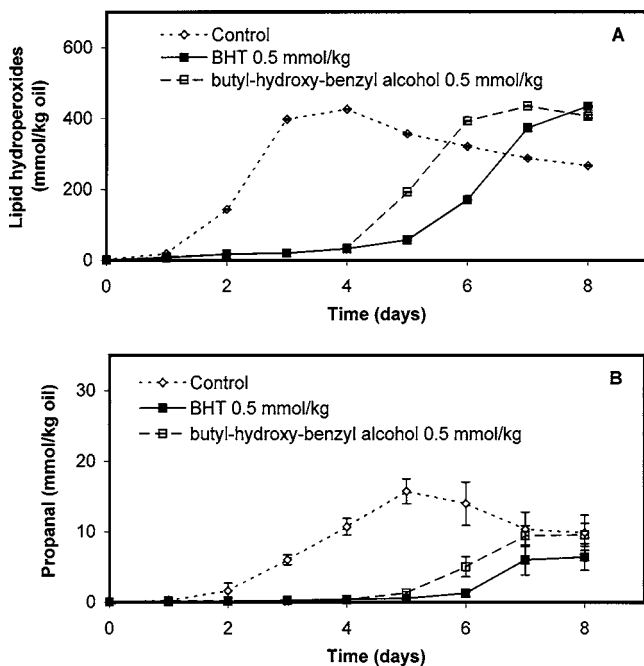 A
Control
BHT 0.5 mmol/kg
butyl-hydroxy-benzyl alcohol 0.5 mmol/kg
Lipid hydroperoxides
(mmol/kg oil)
600
400
200
0
0 2 4 6 8
Time (days)
B
Control
BHT 0.5 mmol/kg
butyl-hydroxy-benzyl alcohol 0.5 mmol/kg
Propanal (mmol/kg oil)
30
20
10
0
0 2 4 6 8
Time (days)